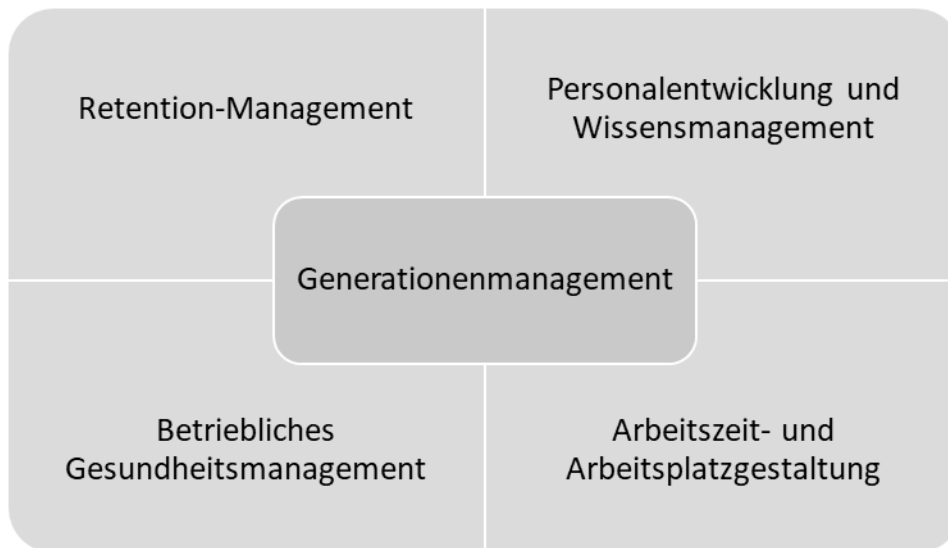 Retention-Management
Personalentwicklung und
Wissensmanagement
Generationenmanagement
Betriebliches
Gesundheitsmanagement
Arbeitszeit- und
Arbeitsplatzgestaltung